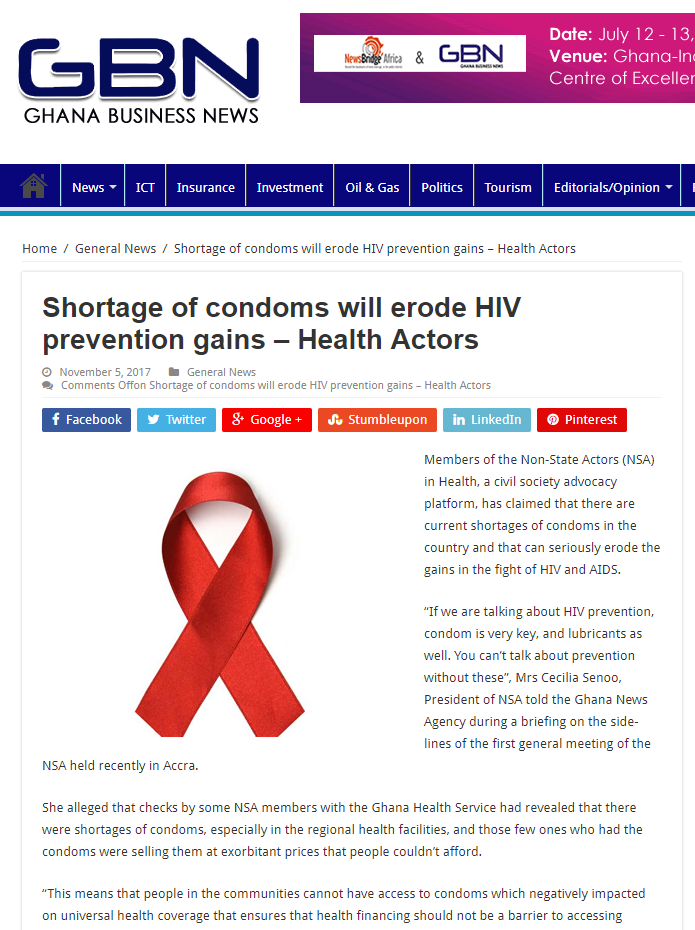 GBN
GHANA BUSINESS NEWS
NewsBridge Africa
&
GBN
GHANA BUSINESS NEWS
Date: July 12 - 13,
Venue: Ghana-In
Centre of Excellen
News
ICT
Insurance
Investment
Oil & Gas
Politics
Tourism
Editorials/Opinion
Home / General News / Shortage of condoms will erode HIV prevention gains – Health Actors
Shortage of condoms will erode HIV
prevention gains – Health Actors
November 5, 2017 General News
Comments Offon Shortage of condoms will erode HIV prevention gains – Health Actors
Facebook
Twitter
Google +
Stumbleupon
LinkedIn
Pinterest
Members of the Non-State Actors (NSA)
in Health, a civil society advocacy
platform, has claimed that there are
current shortages of condoms in the
country and that can seriously erode the
gains in the fight of HIV and AIDS.
“If we are talking about HIV prevention,
condom is very key, and lubricants as
well. You can’t talk about prevention
without these”, Mrs Cecilia Senoo,
President of NSA told the Ghana News
Agency during a briefing on the side-
lines of the first general meeting of the
NSA held recently in Accra.
She alleged that checks by some NSA members with the Ghana Health Service had revealed that there
were shortages of condoms, especially in the regional health facilities, and those few ones who had the
condoms were selling them at exorbitant prices that people couldn’t afford.
“This means that people in the communities cannot have access to condoms which negatively impacted
on universal health coverage that ensures that health financing should not be a barrier to accessing